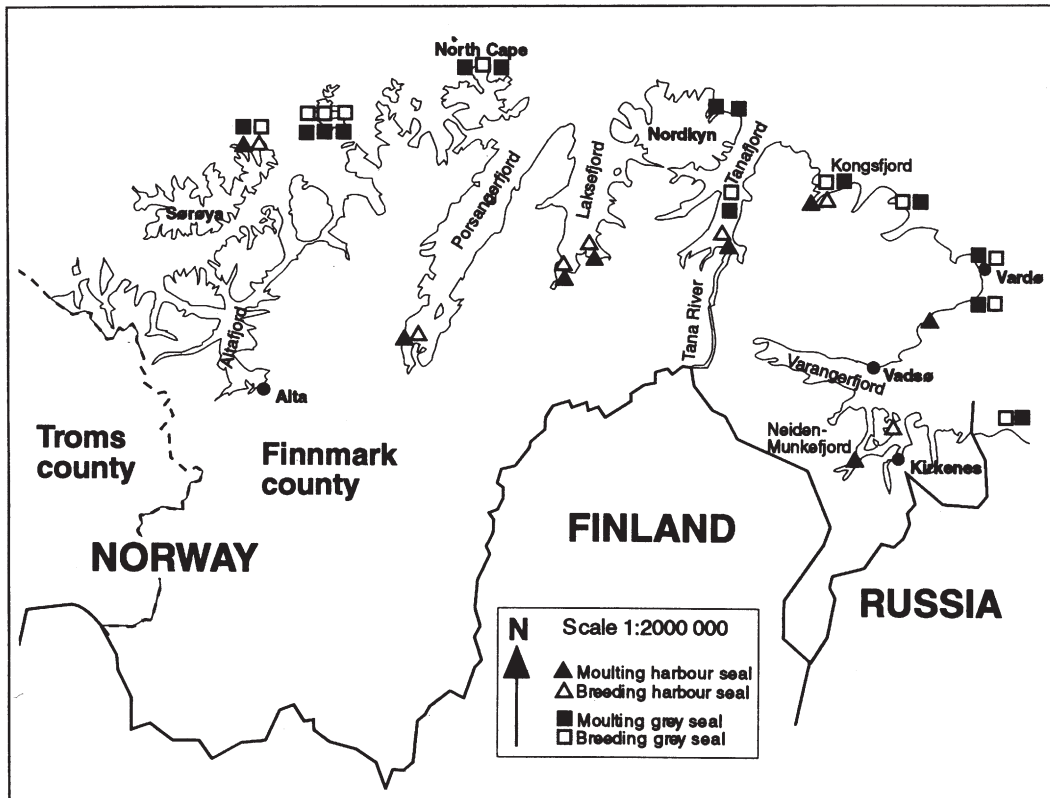 North Cape
Nordkyn
Tanafjord
Laksefjord
Porsangerfjord
Kongsfjord
Sørøya
Vardø
Tana River
Altafjord
Varangerfjord
Vadsø
Alta
Neiden-
Munkefjord
Kirkenes
Troms
county
Finnmark
county
NORWAY
FINLAND
RUSSIA
N
Scale 1:2000 000
Moulting harbour seal
Breeding harbour seal
Moulting grey seal
Breeding grey seal